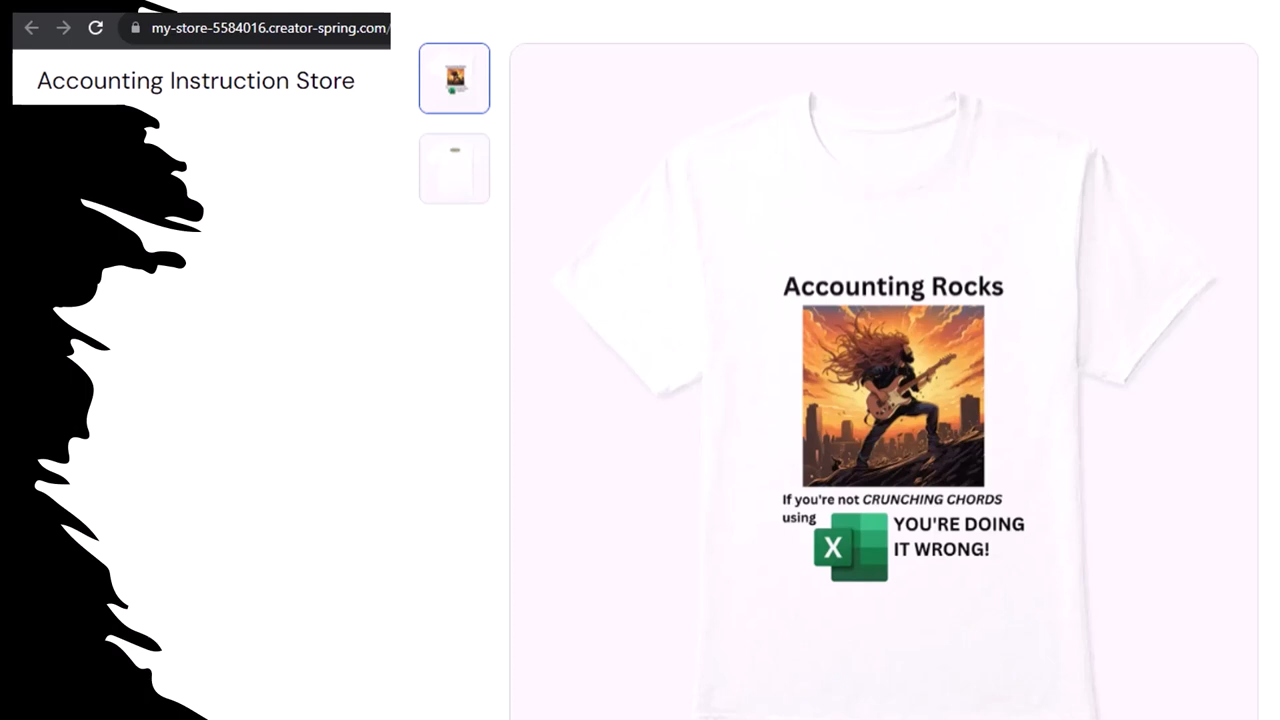 my-store-5584016.creator-spring.com/
Accounting Instruction Store
Accounting Rocks
If you're not CRUNCHING CHORDS
using
X
YOU'RE DOING
IT WRONG!